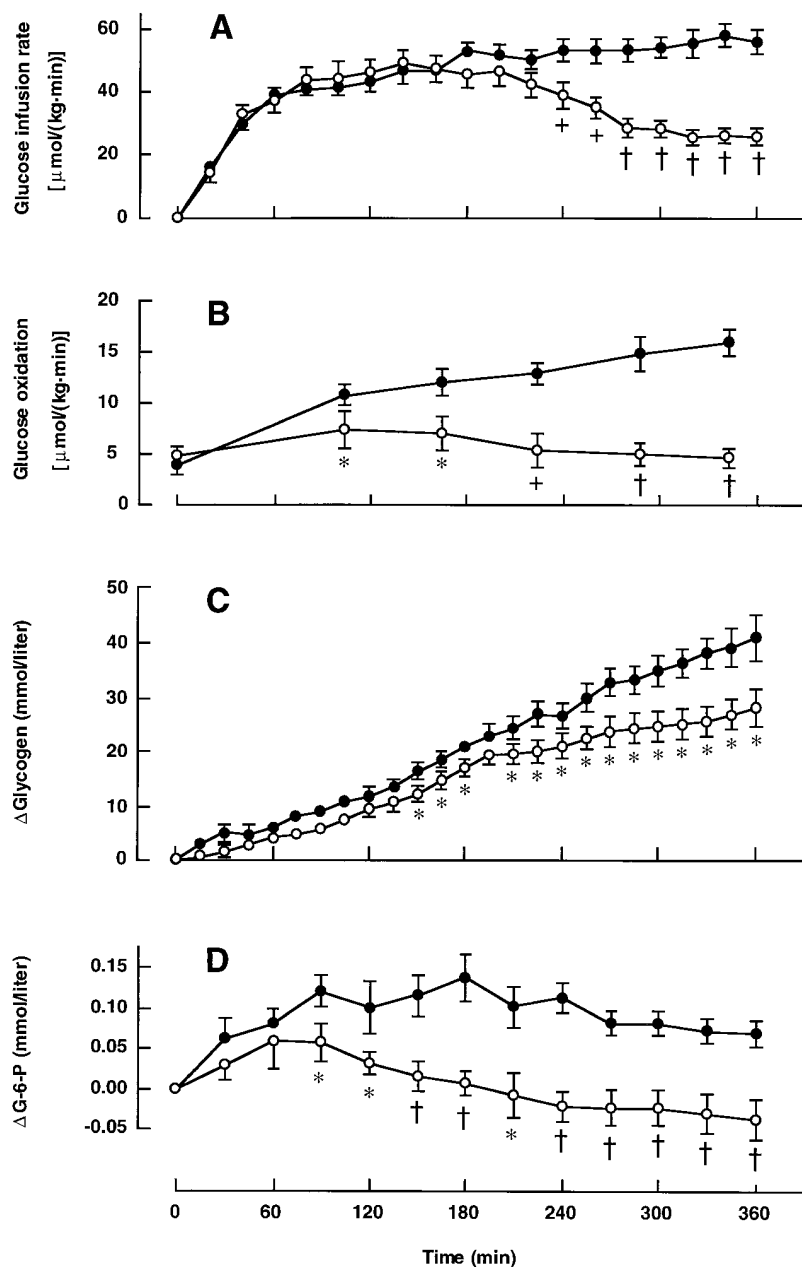 A
Glucose infusion rate
[μmol/(kg·min)]
60
40
20
0
+ + † † † † †
B
Glucose oxidation
[μmol/(kg·min)]
20
15
10
5
0
* * + † †
C
ΔGlycogen (mmol/liter)
50
40
30
20
10
0
* * * * * * * * * * * * * *
D
ΔG-6-P (mmol/liter)
0.15
0.10
0.05
0.00
-0.05
* * † † * † † † † †
0 60 120 180 240 300 360
Time (min)